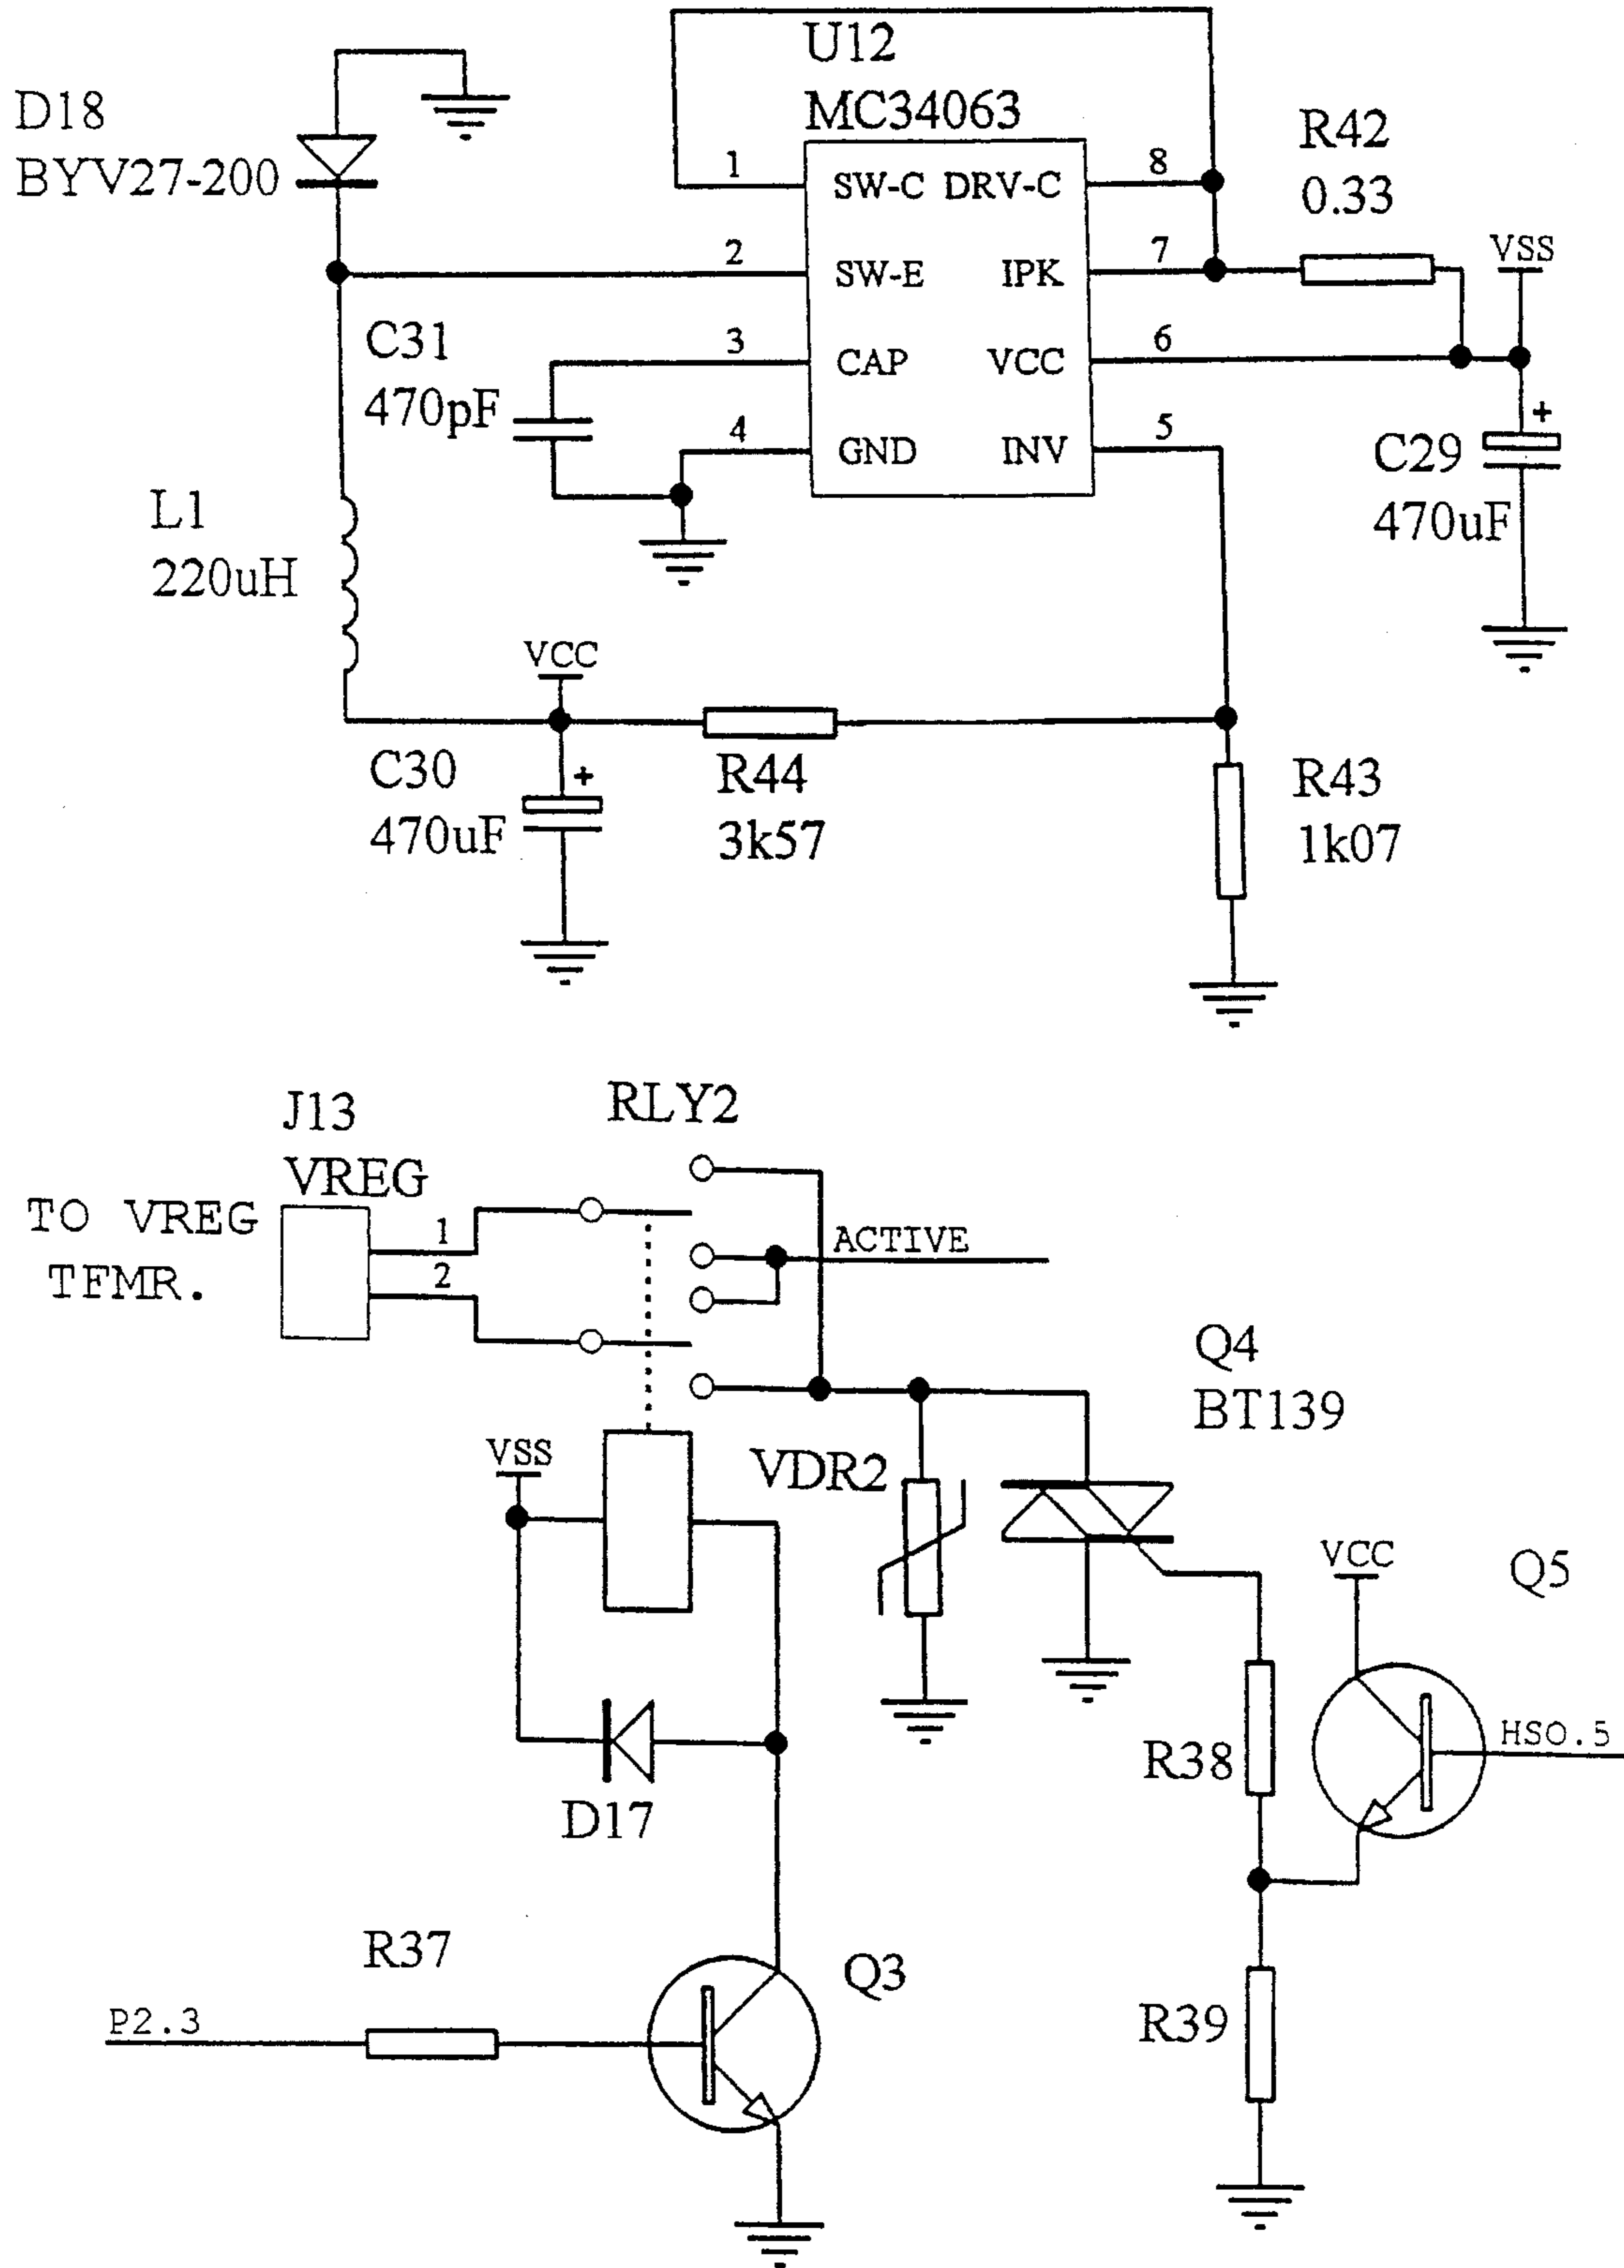 U12
MC34063
D18
BYV27-200
R42
0.33
1
SW-C
DRV-C
8
2
SW-E
IPK
7
VSS
C31
470pF
3
CAP
VCC
6
4
GND
INV
5
+
C29
470uF
L1
220uH
VCC
C30
470uF
+
R44
3k57
R43
1k07
J13
VREG
RLY2
TO VREG
TFMR.
1
2
ACTIVE
Q4
BT139
VSS
VDR2
VCC
Q5
HSO.5
R38
D17
R37
Q3
P2.3
R39